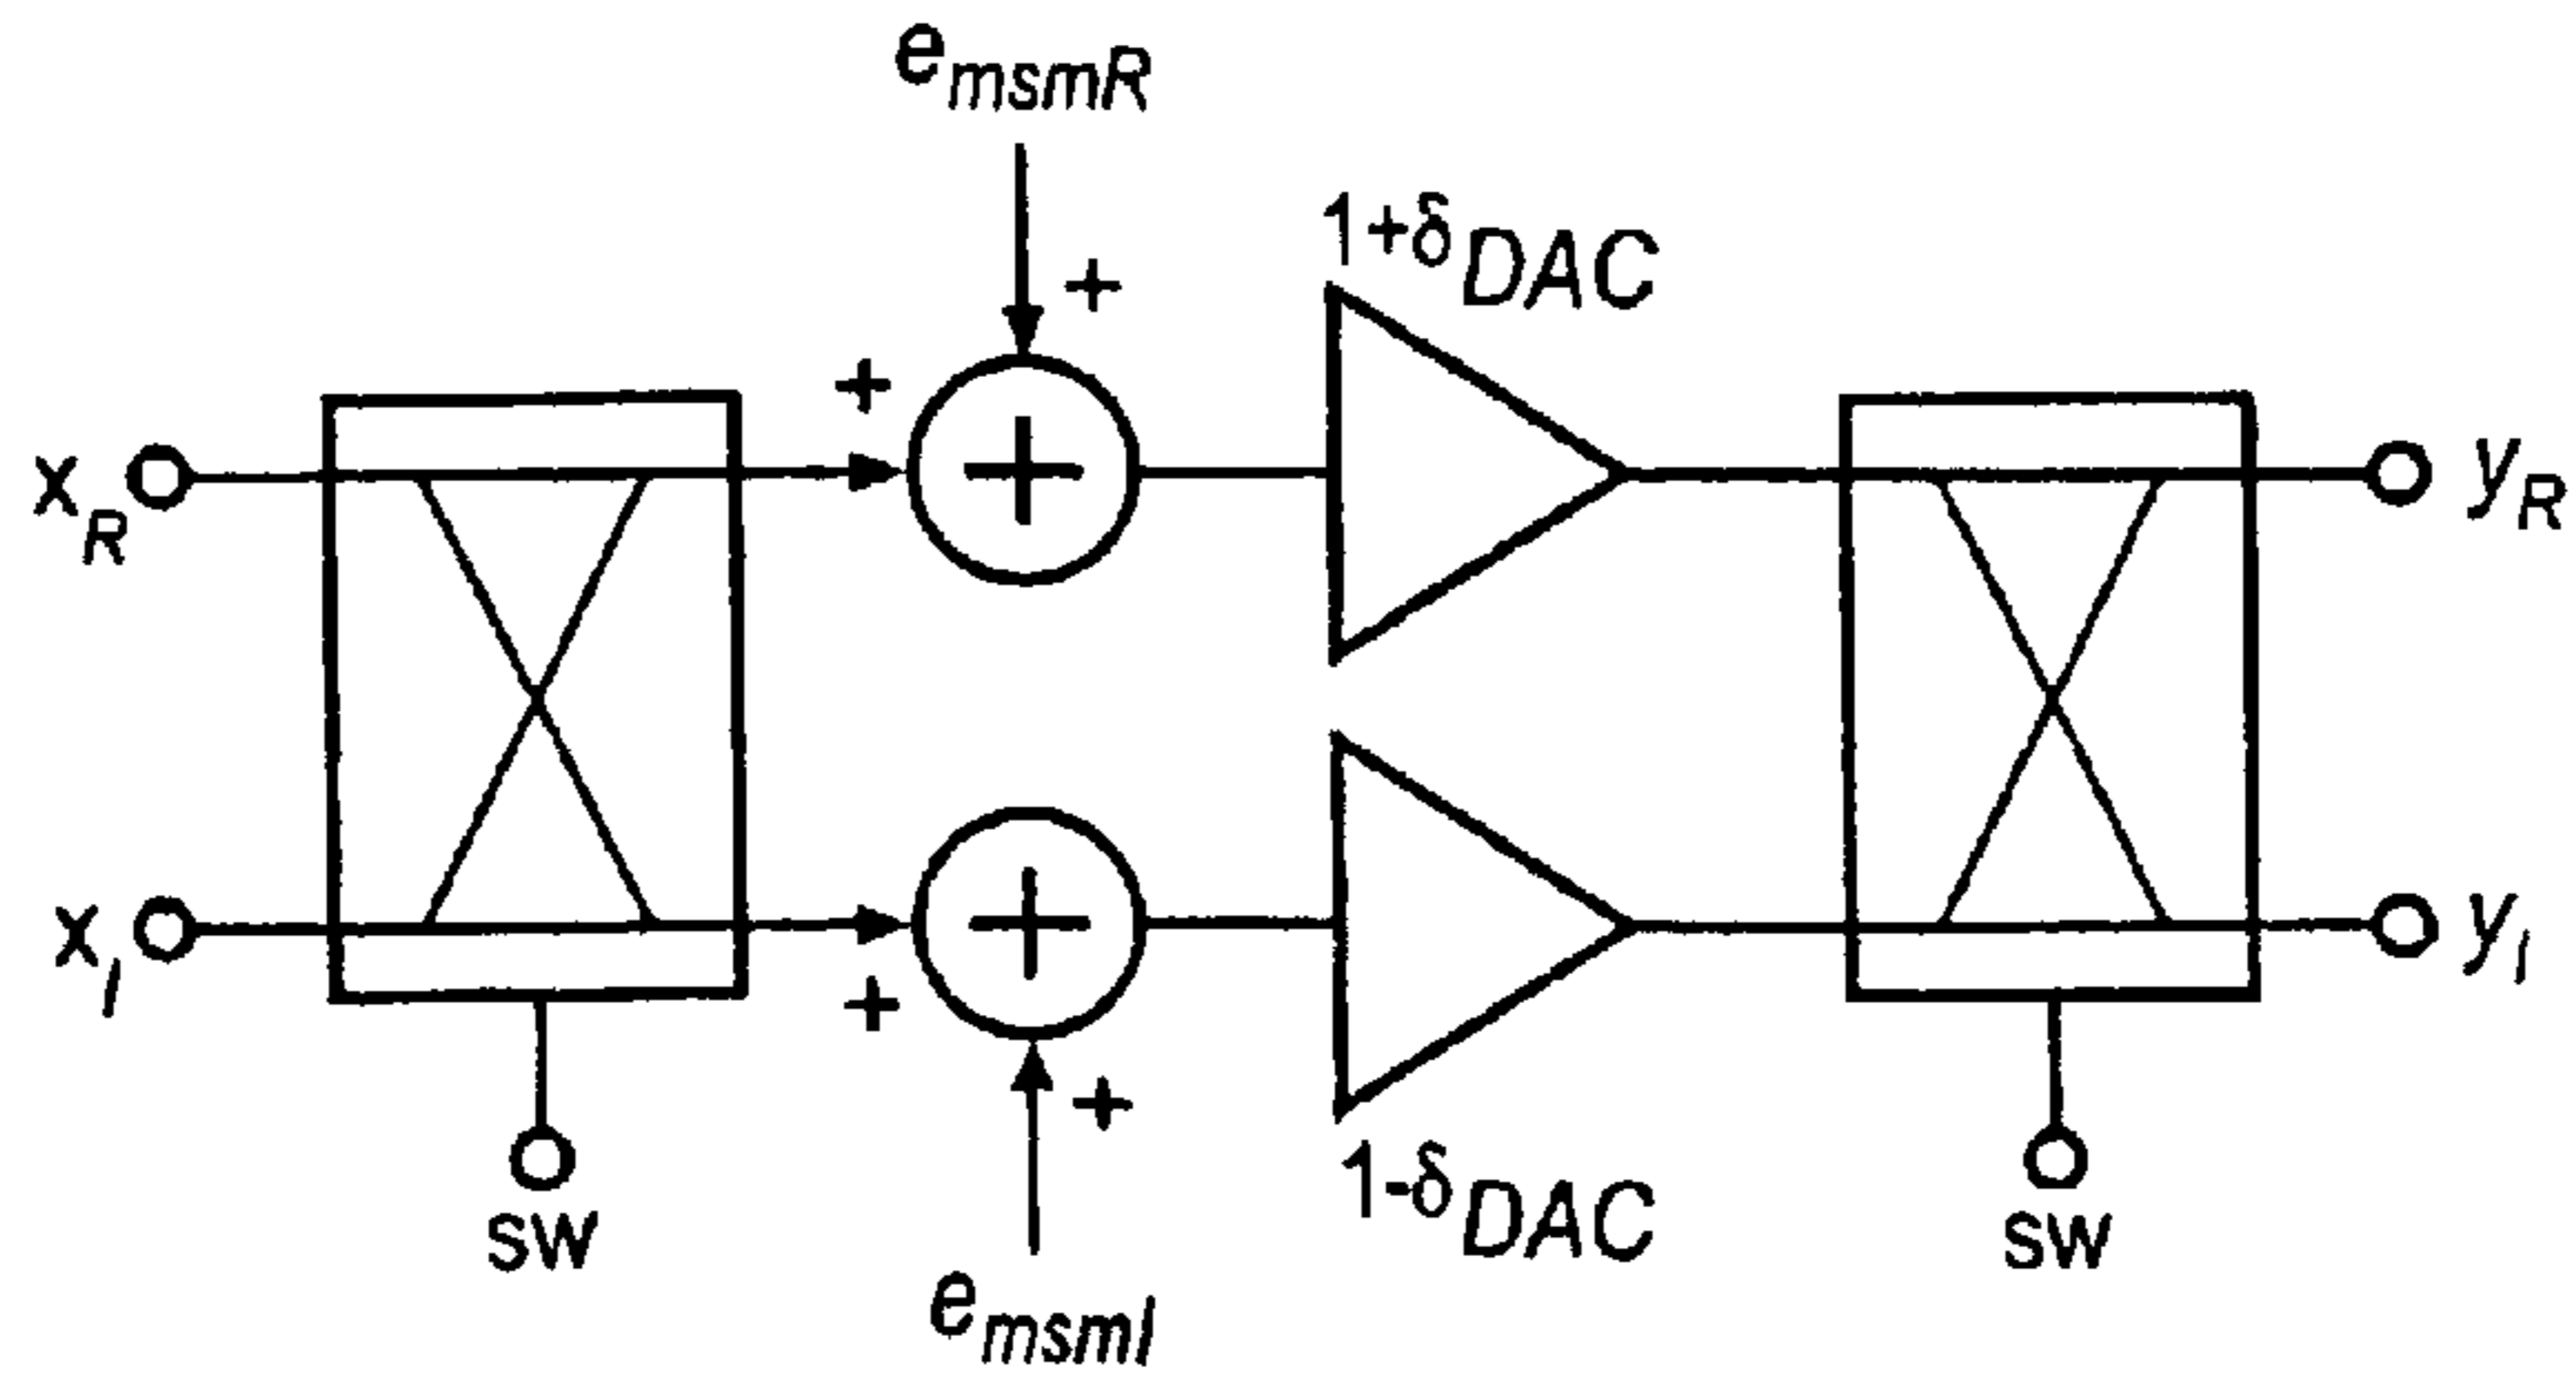 e_msmR
+
1+δ_DAC
+
x_R
y_R
x_I
y_I
+
+
1-δ_DAC
sw
sw
e_msmI